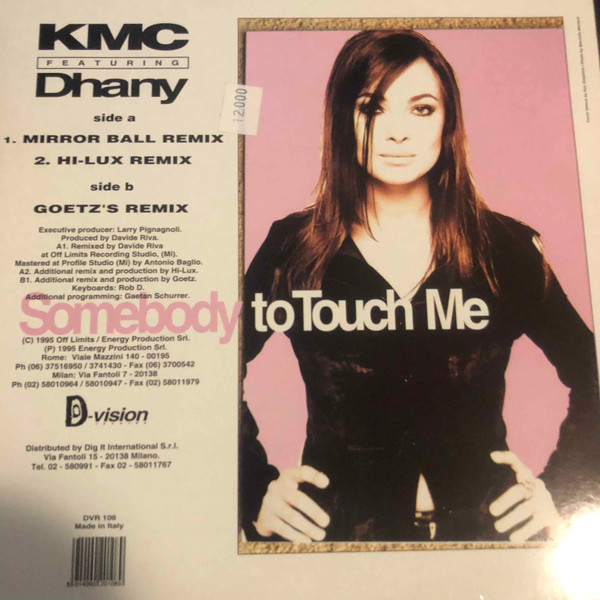 KMC
FEATURING
Dhany
12.000
side a
1. MIRROR BALL REMIX
2. HI-LUX REMIX
side b
GOETZ'S REMIX
Executive producer: Larry Pignagnoli.
Produced by Davide Riva.
A1. Remixed by Davide Riva
at Off Limits Recording Studio, (Mi).
Mastered at Profile Studio (Mi) by Antonio Baglio.
A2. Additional remix and production by Hi-Lux.
B1. Additional remix and production by Goetz.
Keyboards: Rob D.
Additional programming: Gaetan Schurrer.
Somebody to Touch Me
(C) 1995 Off Limits / Energy Production Srl.
(P) 1995 Energy Production Srl.
Rome: Viale Mazzini 140 - 00195
Ph (06) 37516950 / 3741430 - Fax (06) 3700542
Milan: Via Fantoli 7 - 20138
Ph (02) 58010964 / 58010947 - Fax (02) 58011979
D-vision
RECORDS
Distributed by Dig It International S.r.l.
Via Fantoli 15 - 20138 Milano.
Tel. 02 - 580991 - Fax 02 - 58011767
DVR 108
Made in Italy